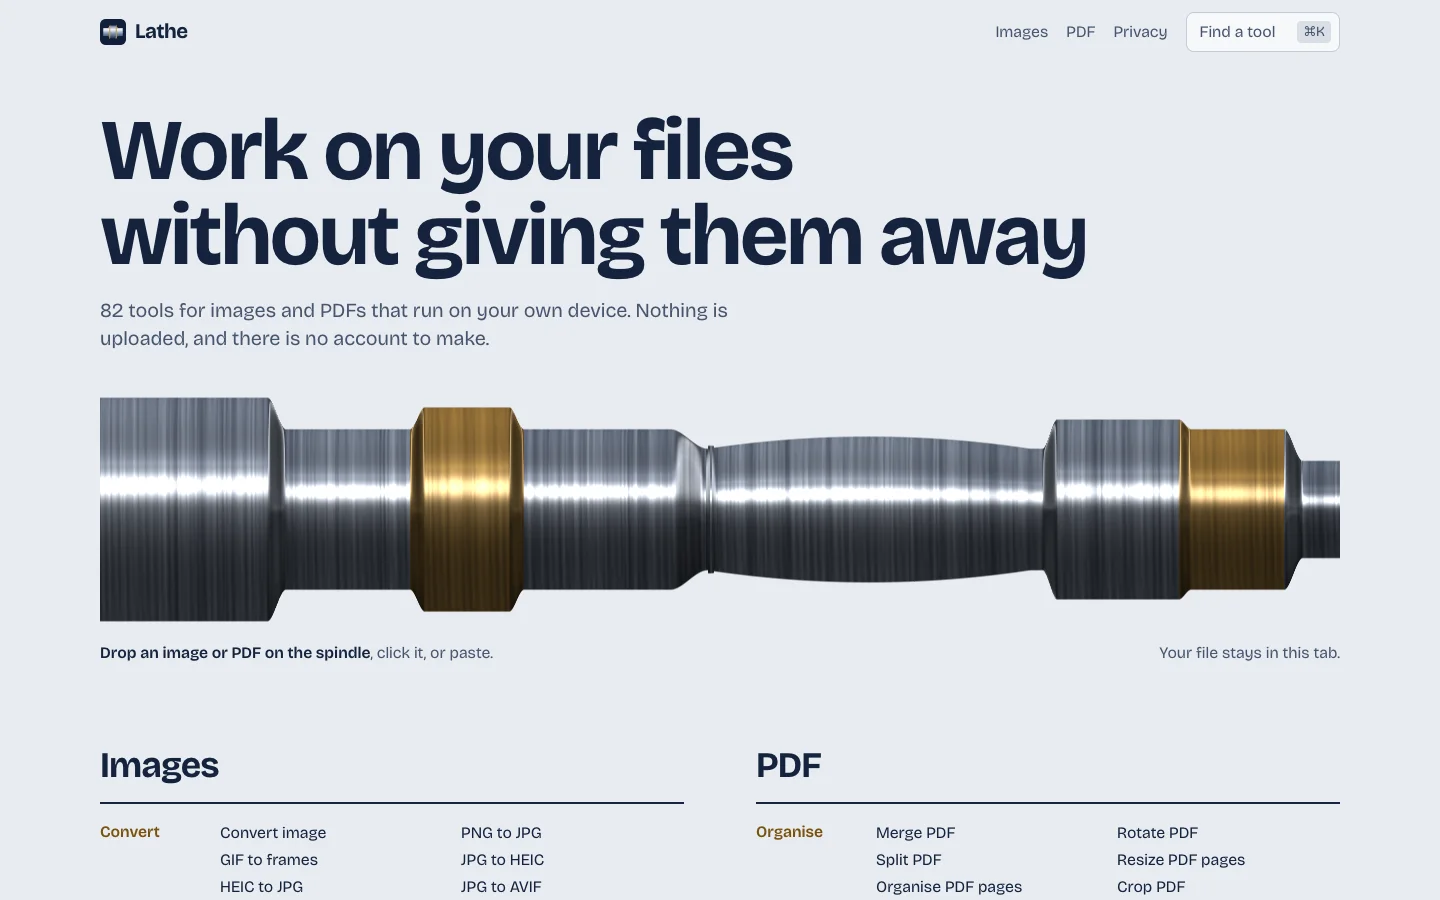 Lathe
Images PDF Privacy Find a tool ⌘K
Work on your files
without giving them away
82 tools for images and PDFs that run on your own device. Nothing is
uploaded, and there is no account to make.
Drop an image or PDF on the spindle, click it, or paste.
Your file stays in this tab.
Images
Convert
Convert image
PNG to JPG
GIF to frames
JPG to HEIC
HEIC to JPG
JPG to AVIF
PDF
Organise
Merge PDF
Rotate PDF
Split PDF
Resize PDF pages
Organise PDF pages
Crop PDF